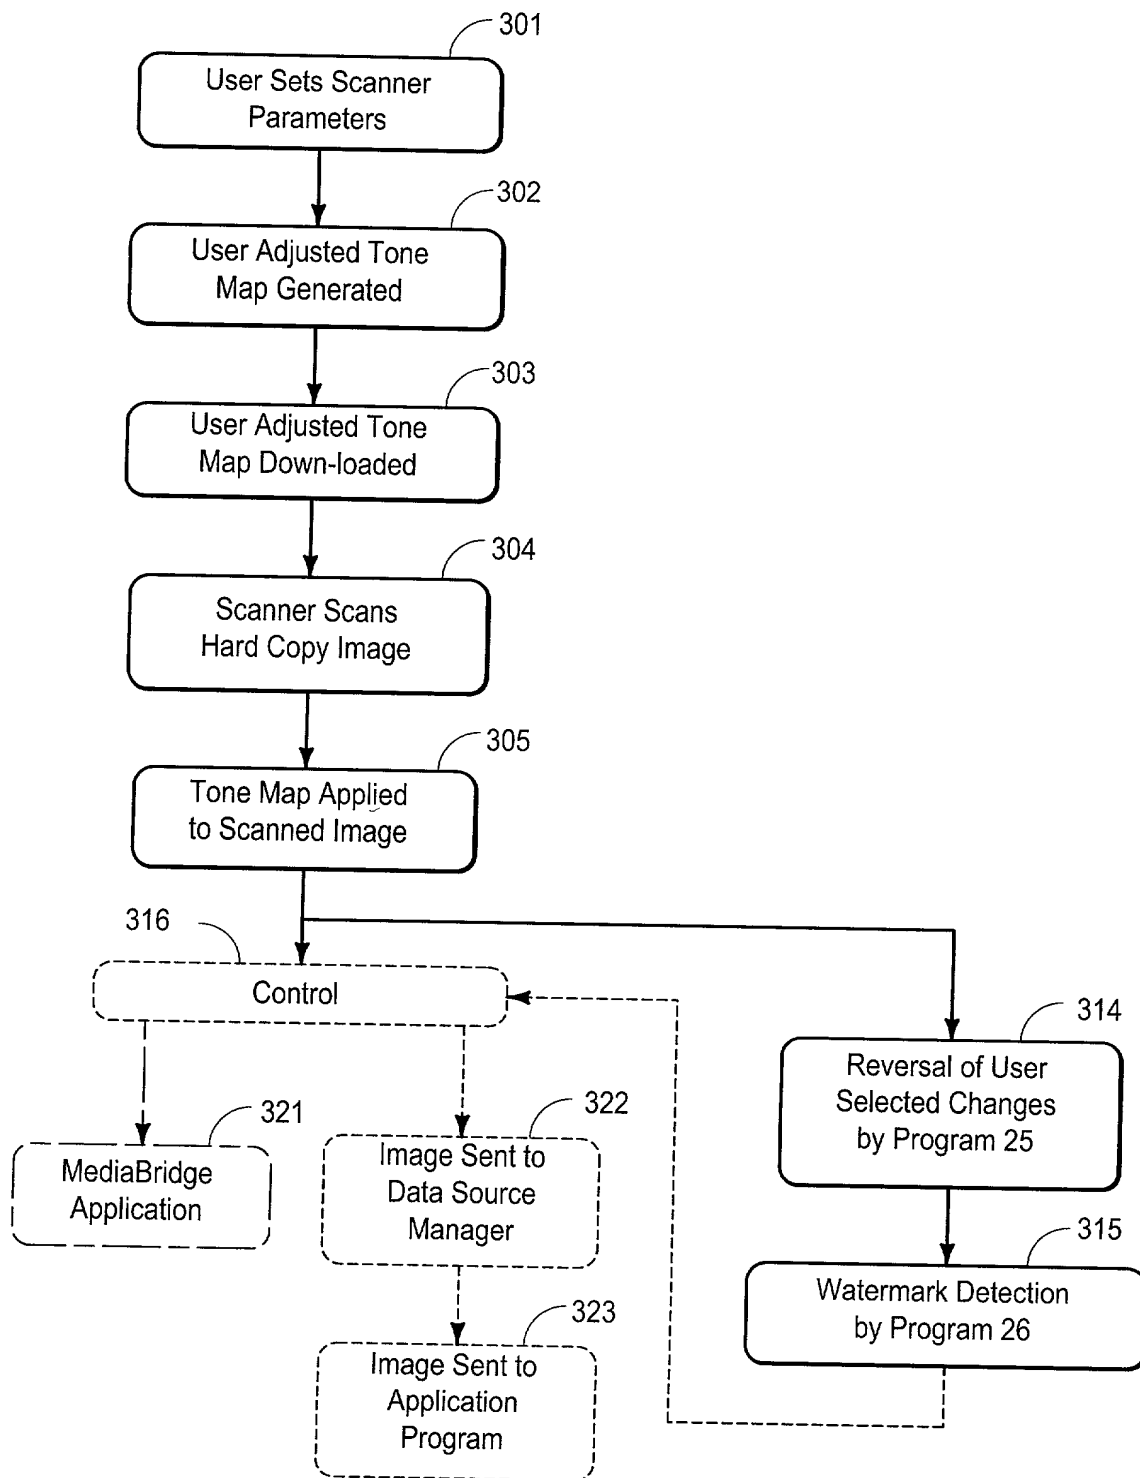 301
User Sets Scanner
Parameters
302
User Adjusted Tone
Map Generated
303
User Adjusted Tone
Map Down-loaded
304
Scanner Scans
Hard Copy Image
305
Tone Map Applied
to Scanned Image
316
Control
314
Reversal of User
Selected Changes
by Program 25
321
MediaBridge
Application
322
Image Sent to
Data Source
Manager
315
Watermark Detection
by Program 26
323
Image Sent to
Application
Program